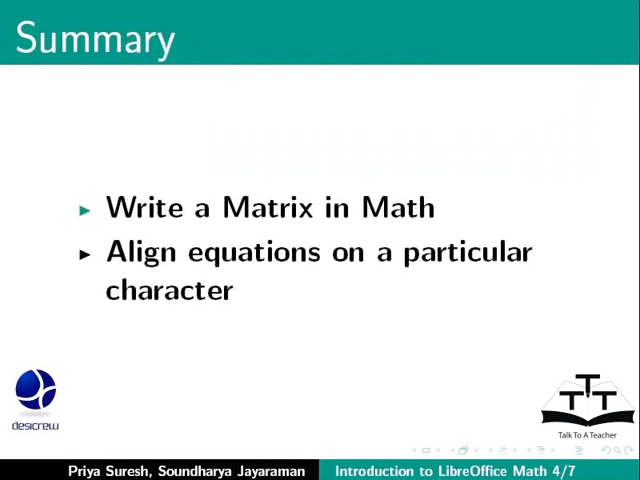 Summary
Write a Matrix in Math
Align equations on a particular
character
desicrew
TTT
Talk To A Teacher
Priya Suresh, Soundharya Jayaraman
Introduction to LibreOffice Math 4/7